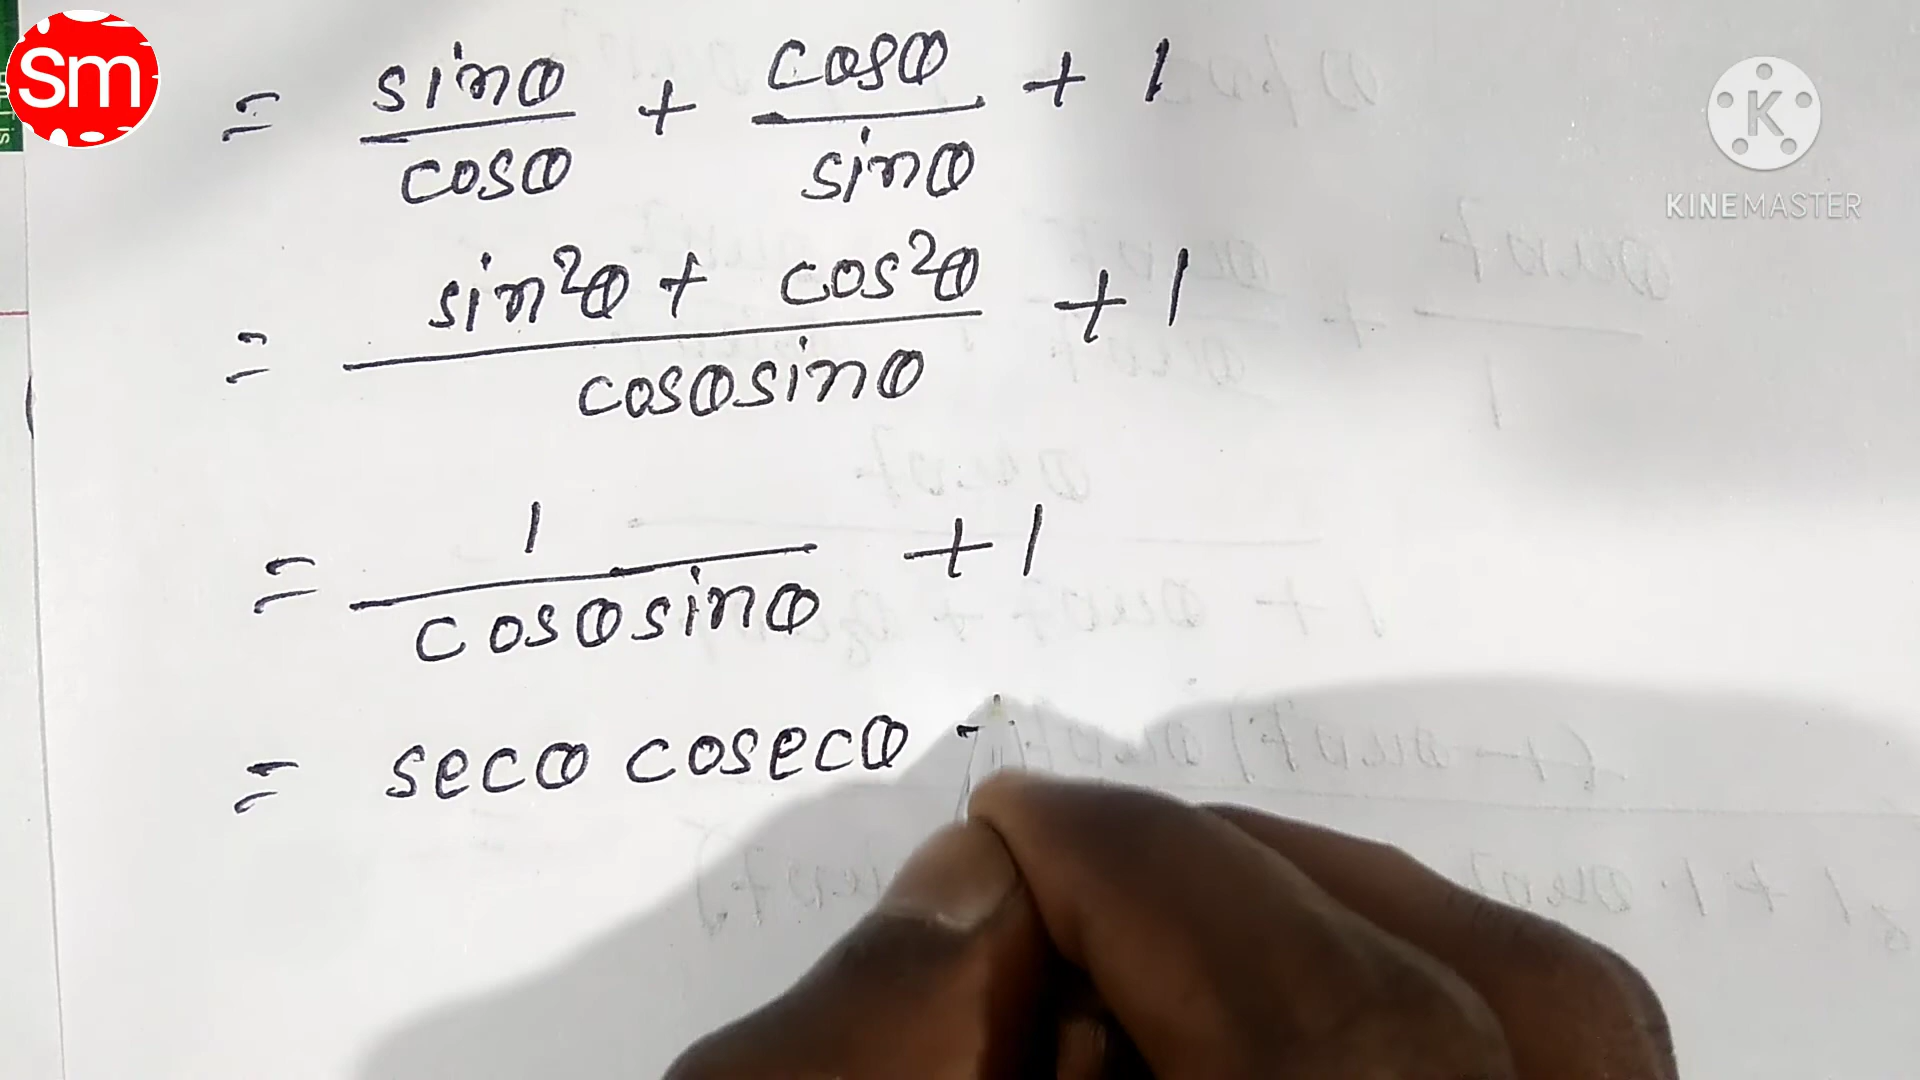 Sm
= sinθ/cosθ + cosθ/sinθ + 1
KINEMASTER
= sin²θ + cos²θ/cosθsinθ + 1
= 1/cosθsinθ + 1
= secθ cosecθ